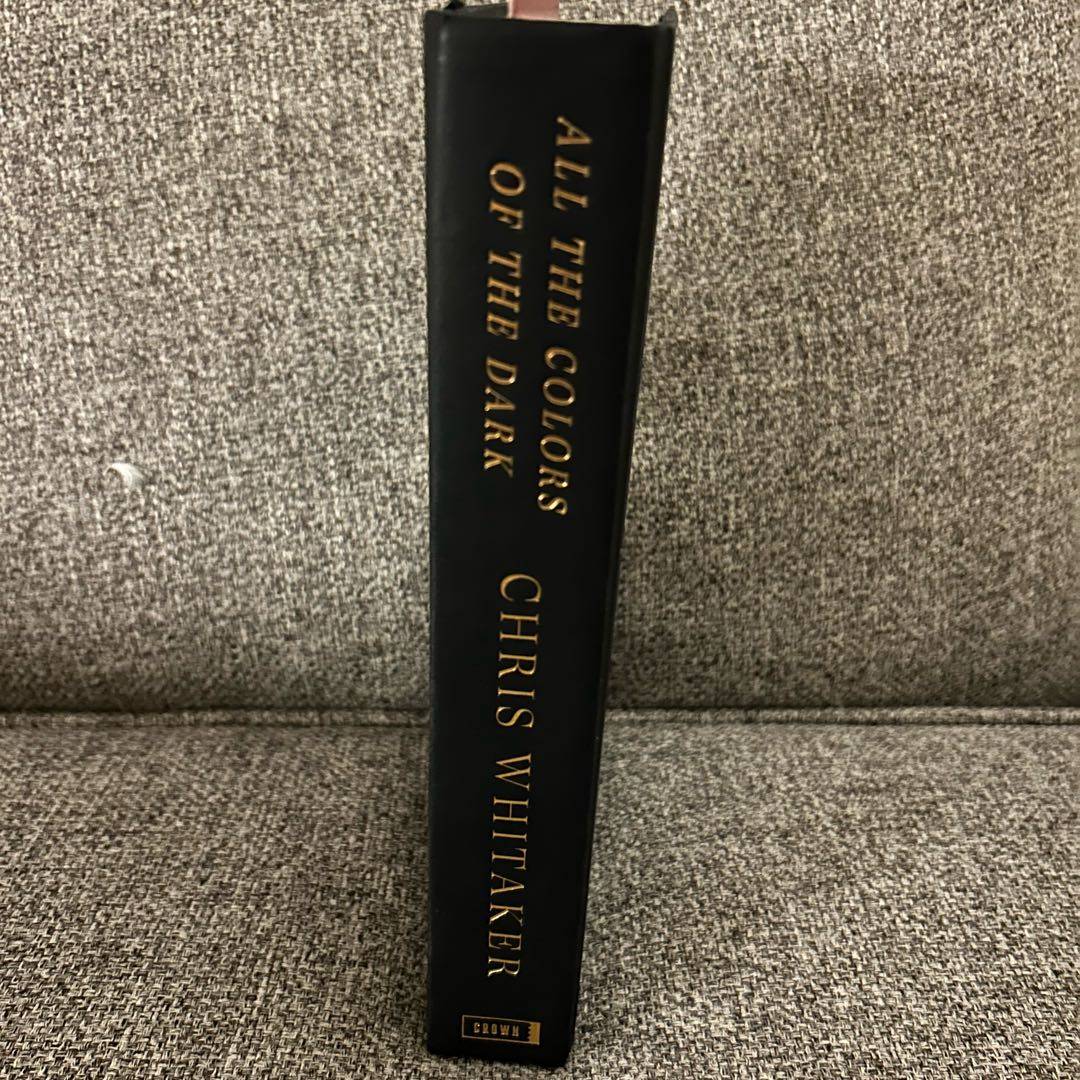 ALL THE COLORS
OF THE DARK
CHRIS WHITAKER
CROWN